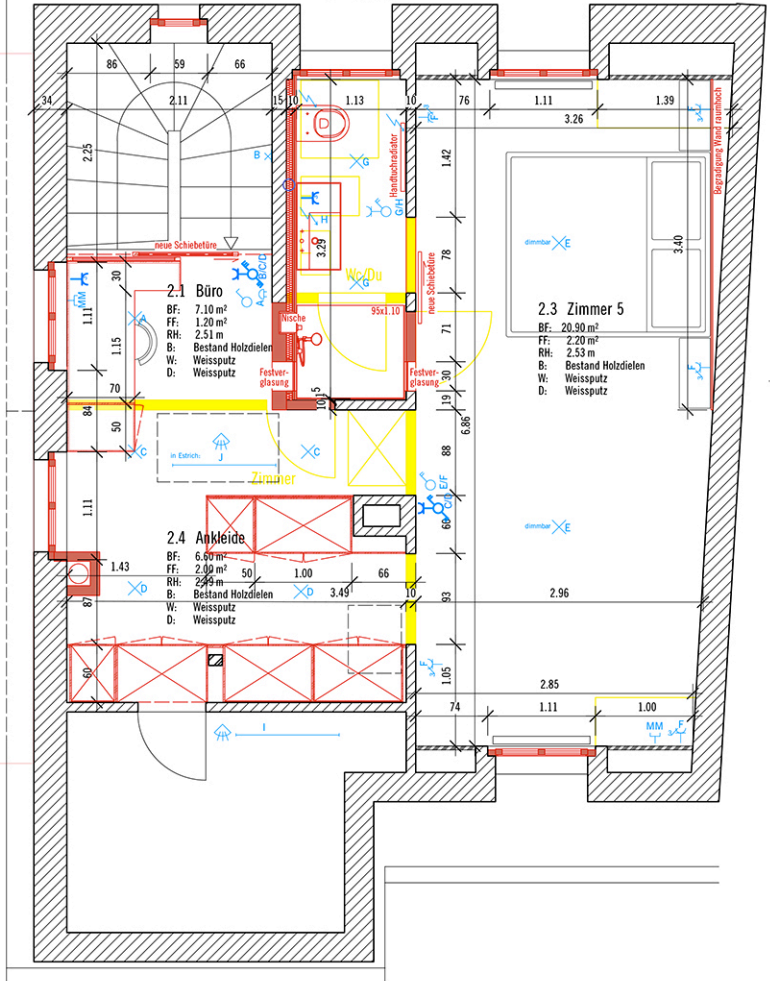 86
59
66
34
2.11
15
10
1.13
10
76
1.11
1.39
3.26
2.25
B
G
H
G/H
F
Handtuchradiator
1.42
Begradigung Wand raumhoch
3.40
3.29
neue Schiebetüre
B/C/D
A
MM
1.11
30
1.15
A
2.1 Büro
BF: 7.10 m²
FF: 1.20 m²
RH: 2.51 m
B: Bestand Holzdielen
W: Weissputz
D: Weissputz
Wc/Du
G
Nische
95x1.10
neue Schiebetüre
78
71
dimmbar
E
2.3 Zimmer 5
BF: 20.90 m²
FF: 2.20 m²
RH: 2.53 m
B: Bestand Holzdielen
W: Weissputz
D: Weissputz
F
F
Festver-
glasung
Festver-
glasung
30
19
10
15
70
84
50
C
in Estrich:
J
C
Zimmer
6.86
88
E/F
C/D
60
dimmbar
E
1.11
2.4 Ankleide
BF: 6.60 m²
FF: 2.00 m²
RH: 2.49 m
B: Bestand Holzdielen
W: Weissputz
D: Weissputz
1.43
50
1.00
66
D
D
3.49
10
87
93
2.96
60
F
1.05
2.85
74
1.11
1.00
MM
F
I